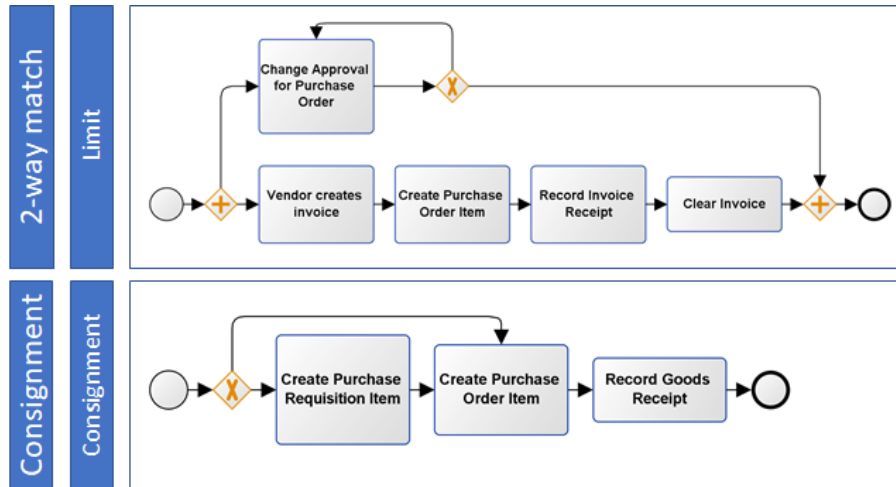 2-way match
Limit
Change Approval
for Purchase
Order
Vendor creates
invoice
Create Purchase
Order Item
Record Invoice
Receipt
Clear Invoice
Consignment
Consignment
Create Purchase
Requisition Item
Create Purchase
Order Item
Record Goods
Receipt